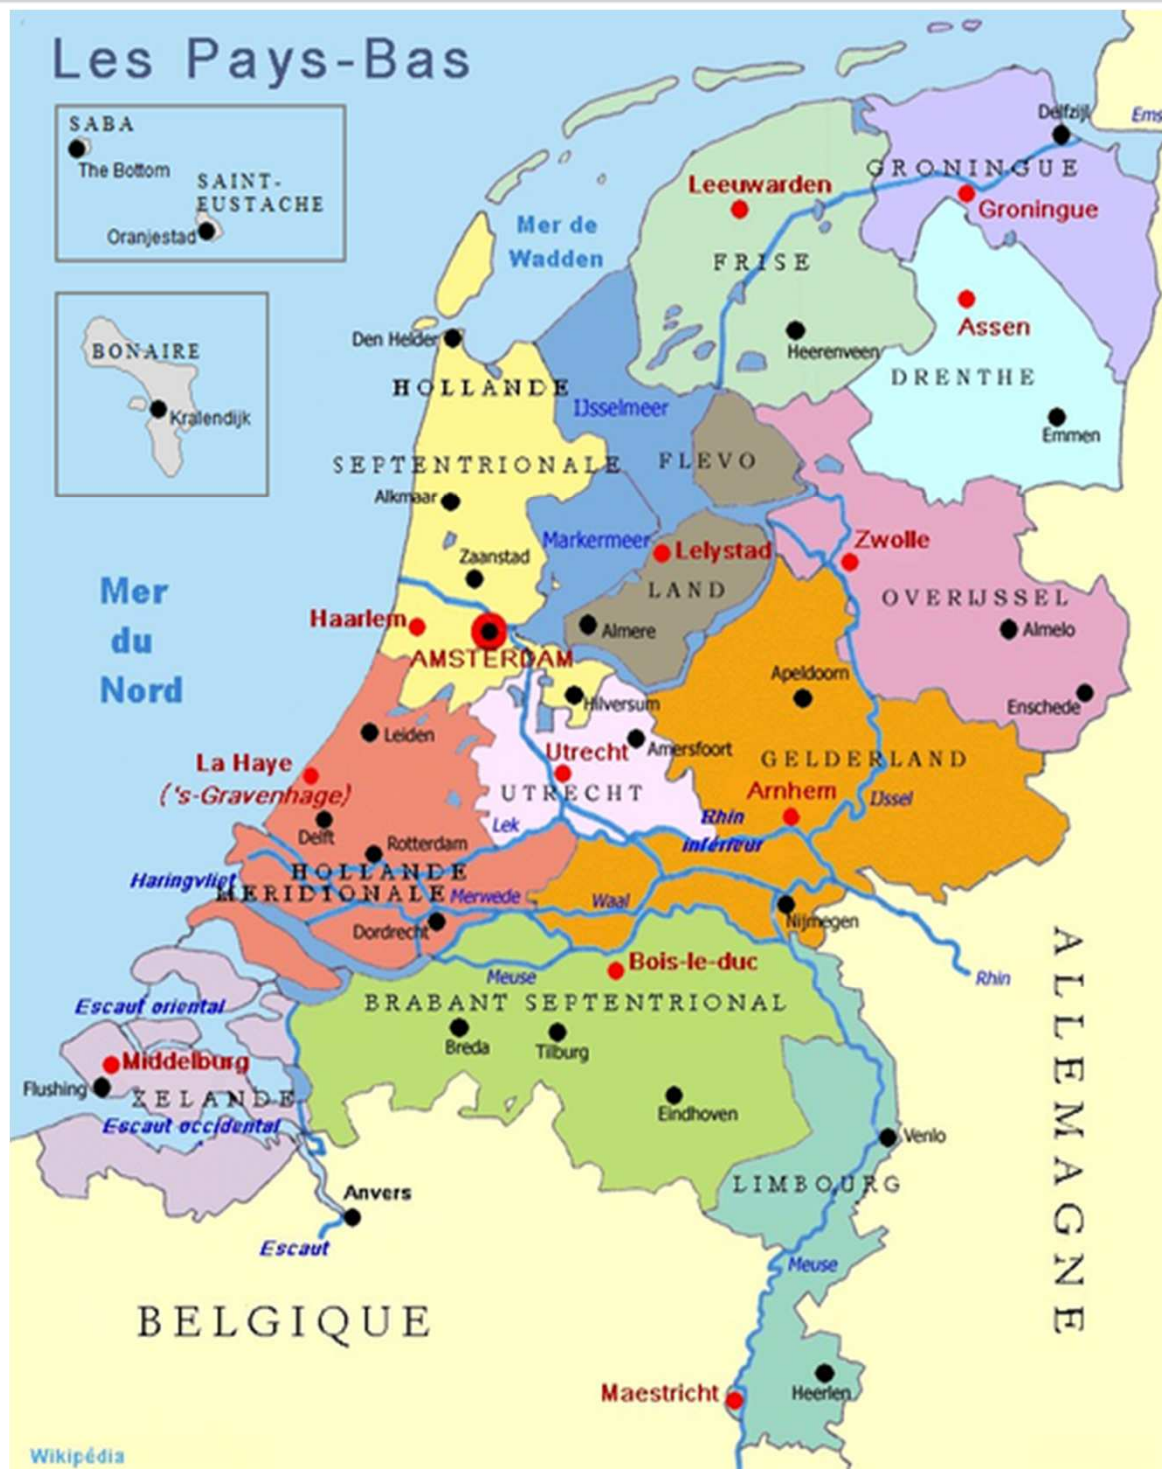 Les Pays-Bas
SABA
The Bottom
SAINT-
EUSTACHE
Oranjestad
BONAIRE
Kralendijk
Mer de
Wadden
Mer
du
Nord
Delfzijl
Ems
GRONINGUE
Groningue
Leeuwarden
FRISE
Heerenveen
Assen
DRENTHE
Emmen
Den Helder
HOLLANDE
SEPTENTRIONALE
IJsselmeer
Alkmaar
Markermeer
Zaanstad
Haarlem
AMSTERDAM
Hilversum
FLEVO
LAND
Lelystad
Almere
Zwolle
OVERIJSSEL
Almelo
Enschede
Apeldoorn
GELDERLAND
Arnhem
IJssel
Rhin
inférieur
Nijmegen
Rhin
Waal
Leiden
La Haye
('s-Gravenhage)
Delft
Rotterdam
HOLLANDE
MERIDIONALE
Haringvliet
Merwede
Dordrecht
Lek
Utrecht
UTRECHT
Amersfoort
Bois-le-duc
Meuse
BRABANT SEPTENTRIONAL
Breda
Tilburg
Eindhoven
Escaut oriental
Middelburg
Flushing
ZELANDE
Escaut occidental
Anvers
Escaut
Venlo
LIMBOURG
Meuse
Maestricht
Heerlen
BELGIQUE
ALLEMAGNE
Wikipédia